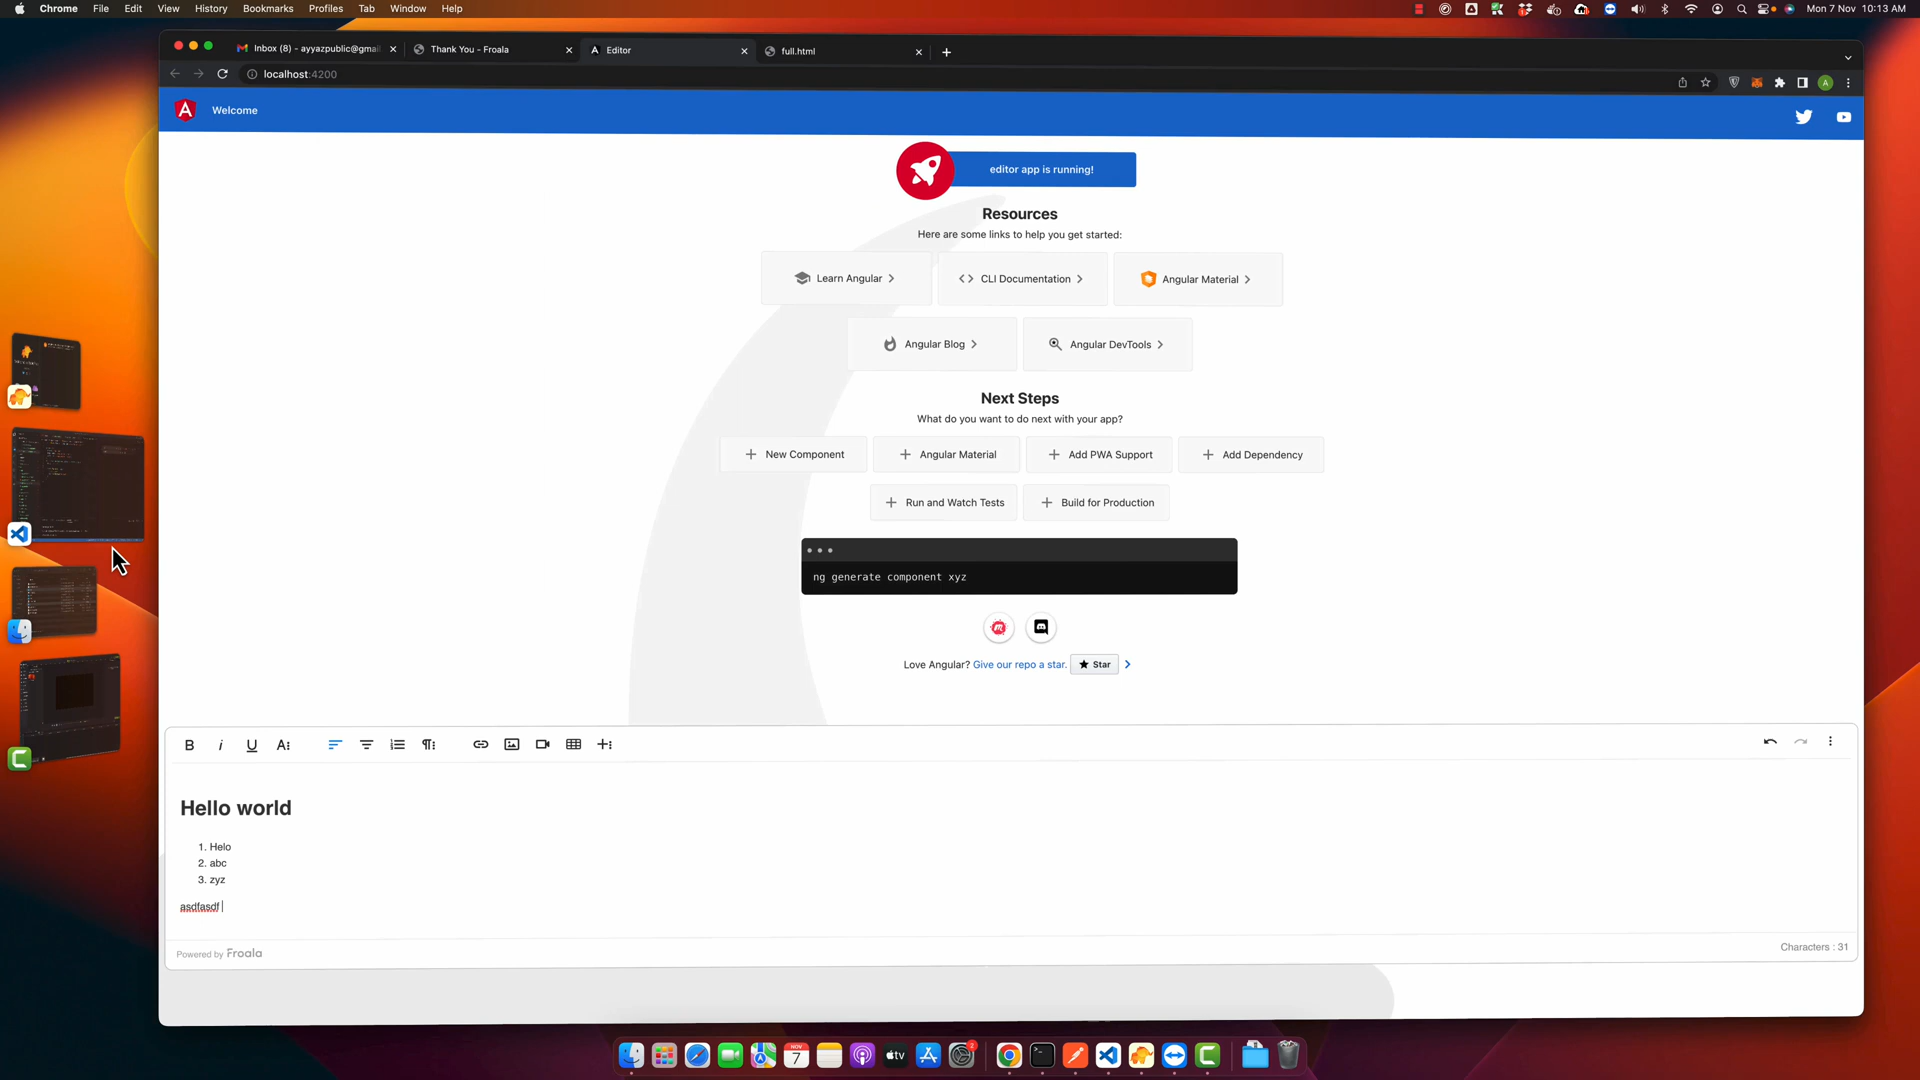 Chrome File Edit View History Bookmarks Profiles Tab Window Help
Mon 7 Nov 10:13 AM
Inbox (8) - ayyazpublic@gmai
Thank You - Froala
Editor
full.html
localhost:4200
Welcome
editor app is running!
Resources
Here are some links to help you get started:
Learn Angular
CLI Documentation
Angular Material
Angular Blog
Angular DevTools
Next Steps
What do you want to do next with your app?
New Component
Angular Material
Add PWA Support
Add Dependency
Run and Watch Tests
Build for Production
ng generate component xyz
Love Angular? Give our repo a star. Star
B i U A
Hello world
1. Helo
2. abc
3. zyz
asdfasdf
Powered by Froala
Characters : 31
NOV
7
tv
2